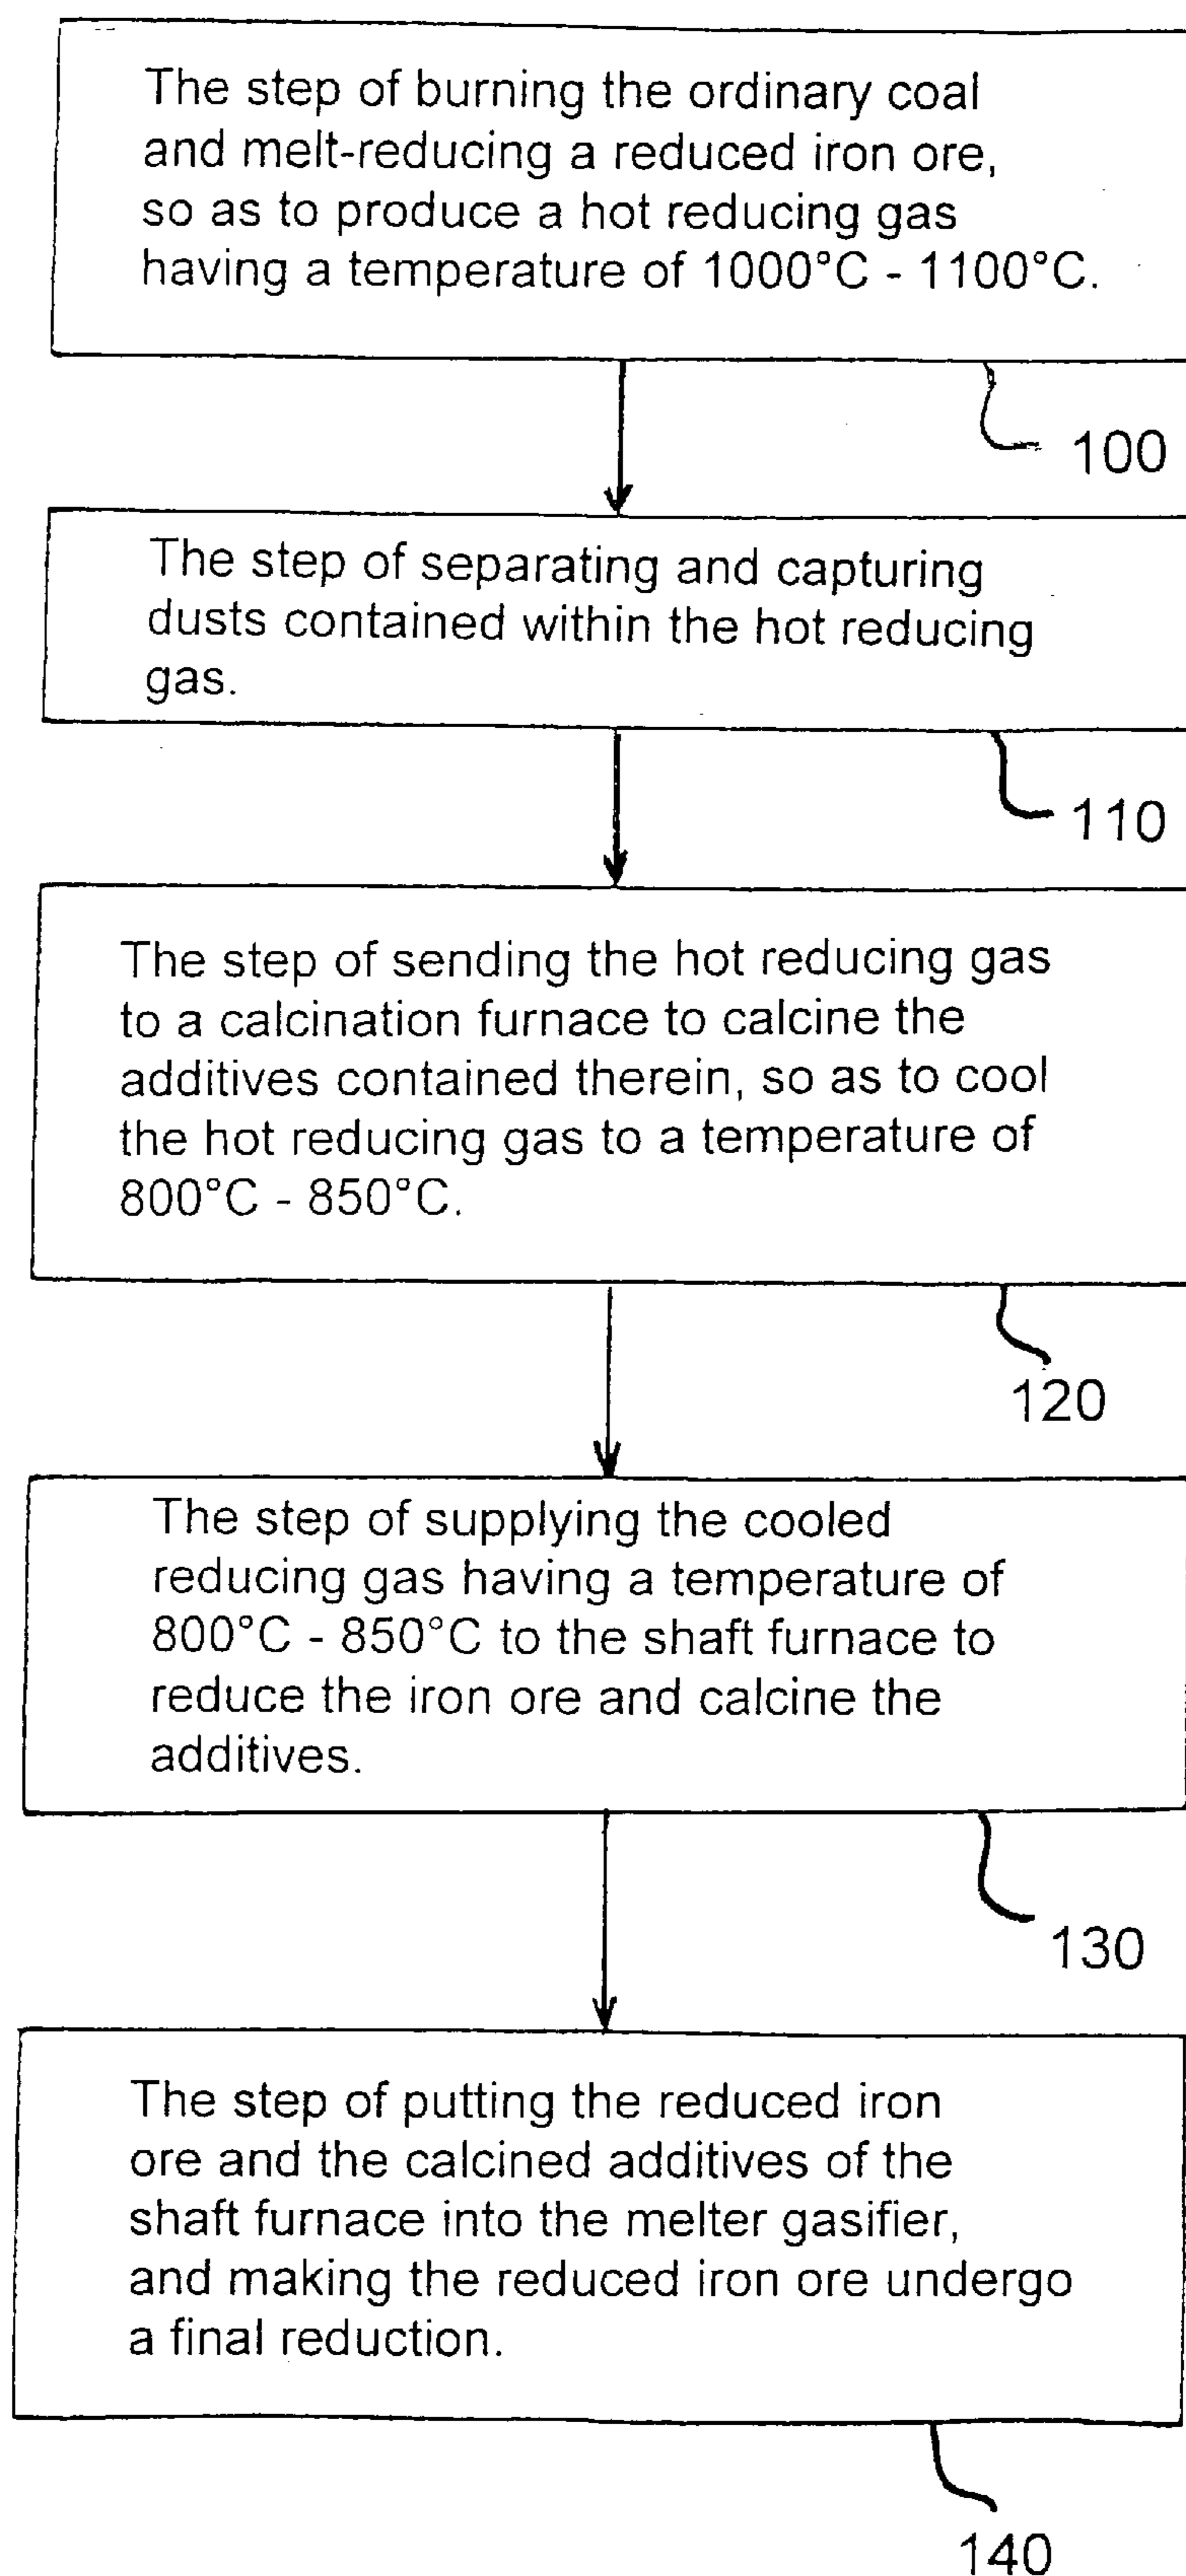 The step of burning the ordinary coal
and melt-reducing a reduced iron ore,
so as to produce a hot reducing gas
having a temperature of 1000°C - 1100°C.
100
The step of separating and capturing
dusts contained within the hot reducing
gas.
110
The step of sending the hot reducing gas
to a calcination furnace to calcine the
additives contained therein, so as to cool
the hot reducing gas to a temperature of
800°C - 850°C.
120
The step of supplying the cooled
reducing gas having a temperature of
800°C - 850°C to the shaft furnace to
reduce the iron ore and calcine the
additives.
130
The step of putting the reduced iron
ore and the calcined additives of the
shaft furnace into the melter gasifier,
and making the reduced iron ore undergo
a final reduction.
140